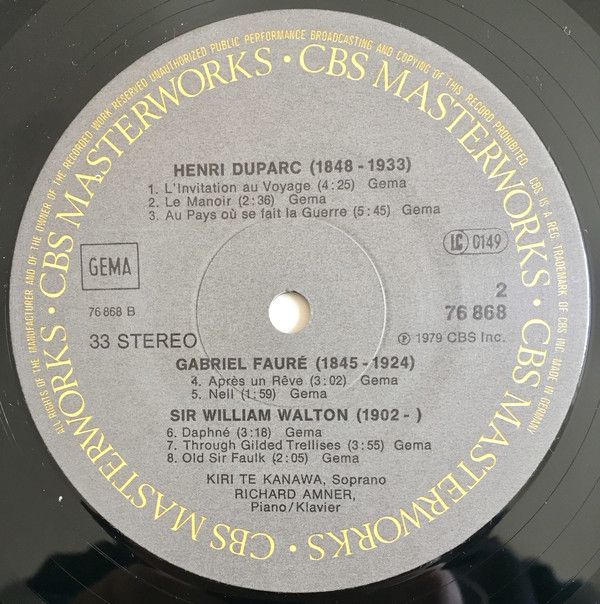 ALL RIGHTS OF THE MANUFACTURER AND OF THE OWNER OF THE RECORDED WORK RESERVED UNAUTHORIZED PUBLIC PERFORMANCE BROADCASTING AND COPYING OF THIS RECORD PROHIBITED. CBS IS A REG. TRADEMARK OF CBS INC. MADE IN GERMANY
CBS MASTERWORKS · CBS MASTERWORKS · CBS MASTERWORKS · CBS MASTERWORKS ·
HENRI DUPARC (1848 - 1933)
1. L'Invitation au Voyage (4:25) Gema
2. Le Manoir (2:36) Gema
3. Au Pays où se fait la Guerre (5:45) Gema
GEMA
LC 0149
76 868 B
2
76 868
33 STEREO
℗ 1979 CBS Inc.
GABRIEL FAURÉ (1845 - 1924)
4. Après un Rêve (3:02) Gema
5. Nell (1:59) Gema
SIR WILLIAM WALTON (1902 - )
6. Daphné (3:18) Gema
7. Through Gilded Trellises (3:55) Gema
8. Old Sir Faulk (2:05) Gema
KIRI TE KANAWA, Soprano
RICHARD AMNER,
Piano/Klavier